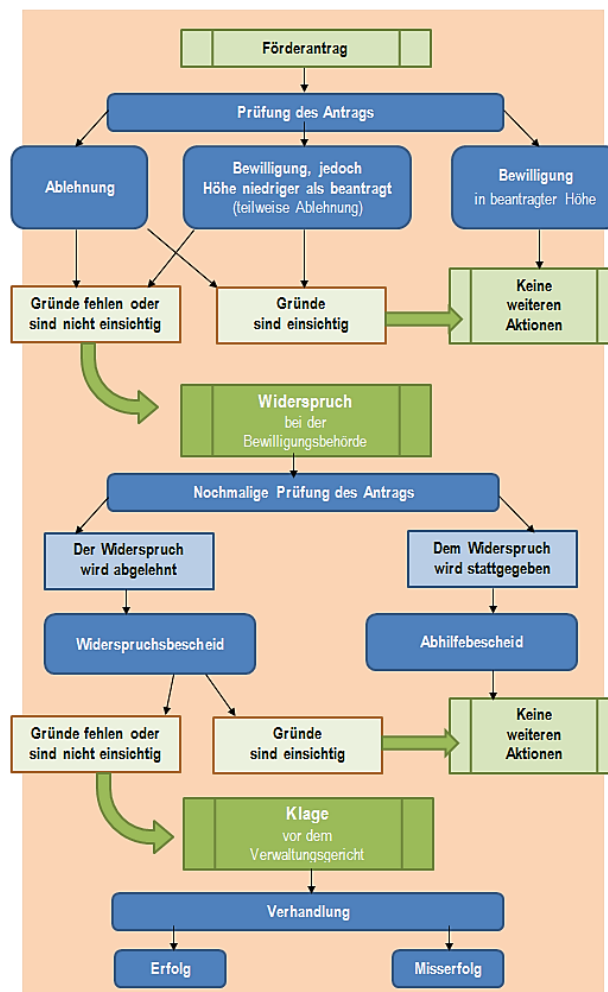 Förderantrag
Prüfung des Antrags
Ablehnung
Bewilligung, jedoch
Höhe niedriger als beantragt
(teilweise Ablehnung)
Bewilligung
in beantragter Höhe
Gründe fehlen oder
sind nicht einsichtig
Gründe
sind einsichtig
Keine
weiteren
Aktionen
Widerspruch
bei der
Bewilligungsbehörde
Nochmalige Prüfung des Antrags
Der Widerspruch
wird abgelehnt
Dem Widerspruch
wird stattgegeben
Widerspruchsbescheid
Abhilfebescheid
Gründe fehlen oder
sind nicht einsichtig
Gründe
sind einsichtig
Keine
weiteren
Aktionen
Klage
vor dem
Verwaltungsgericht
Verhandlung
Erfolg
Misserfolg